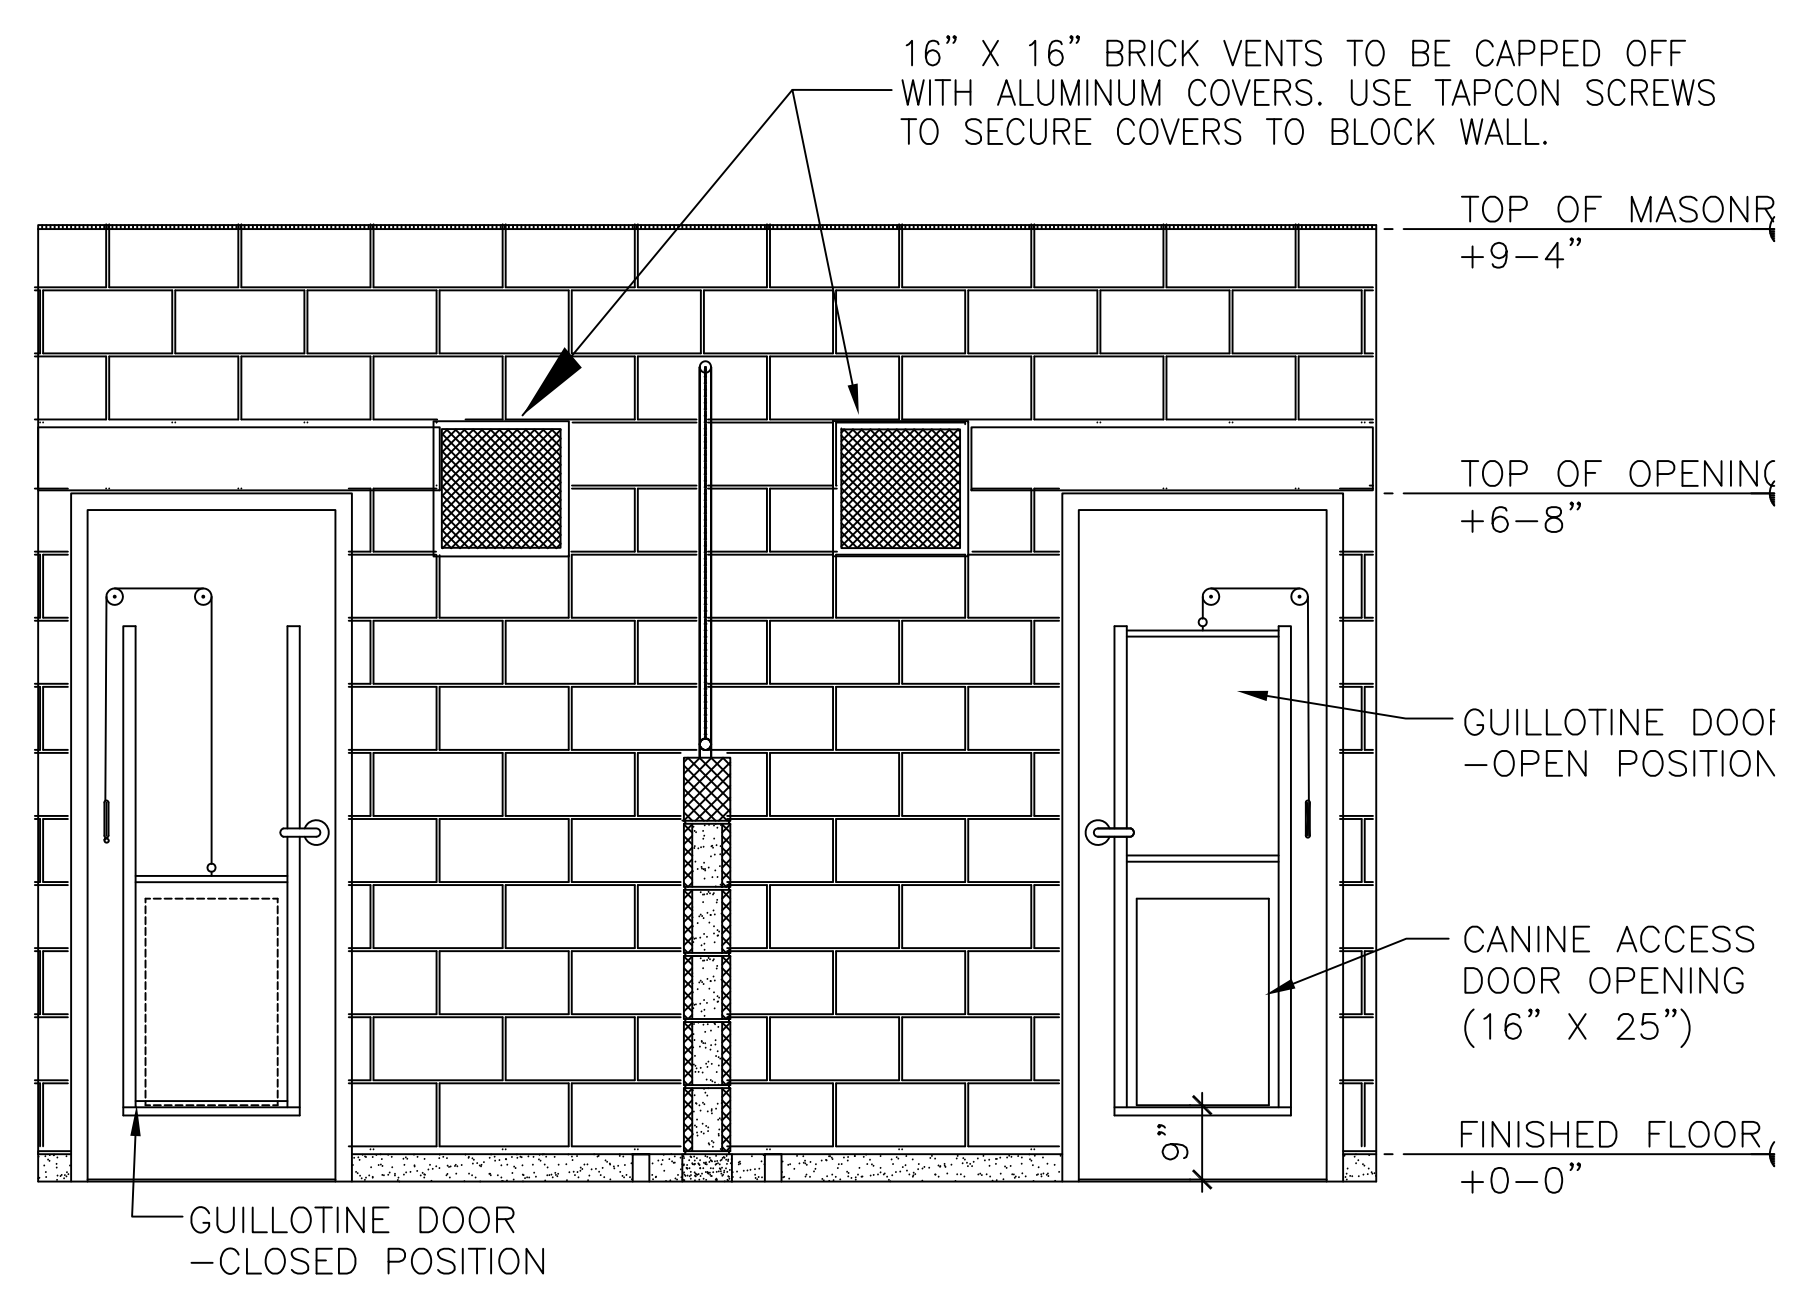 16” X 16” BRICK VENTS TO BE CAPPED OFF
WITH ALUMINUM COVERS. USE TAPCON SCREWS
TO SECURE COVERS TO BLOCK WALL.
TOP OF MASONR
+9-4”
TOP OF OPENING
+6-8”
GUILLOTINE DOOR
-OPEN POSITION
CANINE ACCESS
DOOR OPENING
(16” X 25”)
9”
FINISHED FLOOR
+0-0”
GUILLOTINE DOOR
-CLOSED POSITION